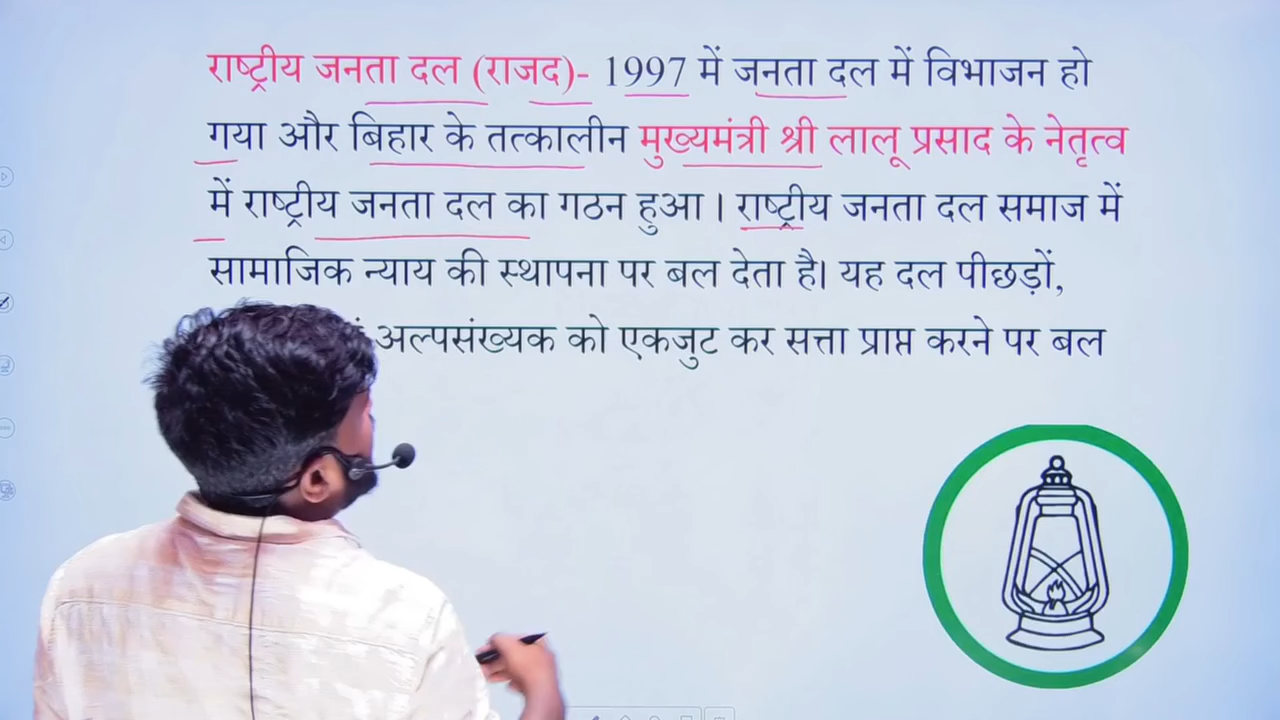 राष्ट्रीय जनता दल (राजद)- 1997 में जनता दल में विभाजन हो
गया और बिहार के तत्कालीन मुख्यमंत्री श्री लालू प्रसाद के नेतृत्व
में राष्ट्रीय जनता दल का गठन हुआ । राष्ट्रीय जनता दल समाज में
सामाजिक न्याय की स्थापना पर बल देता है। यह दल पीछड़ों,
अल्पसंख्यक को एकजुट कर सत्ता प्राप्त करने पर बल